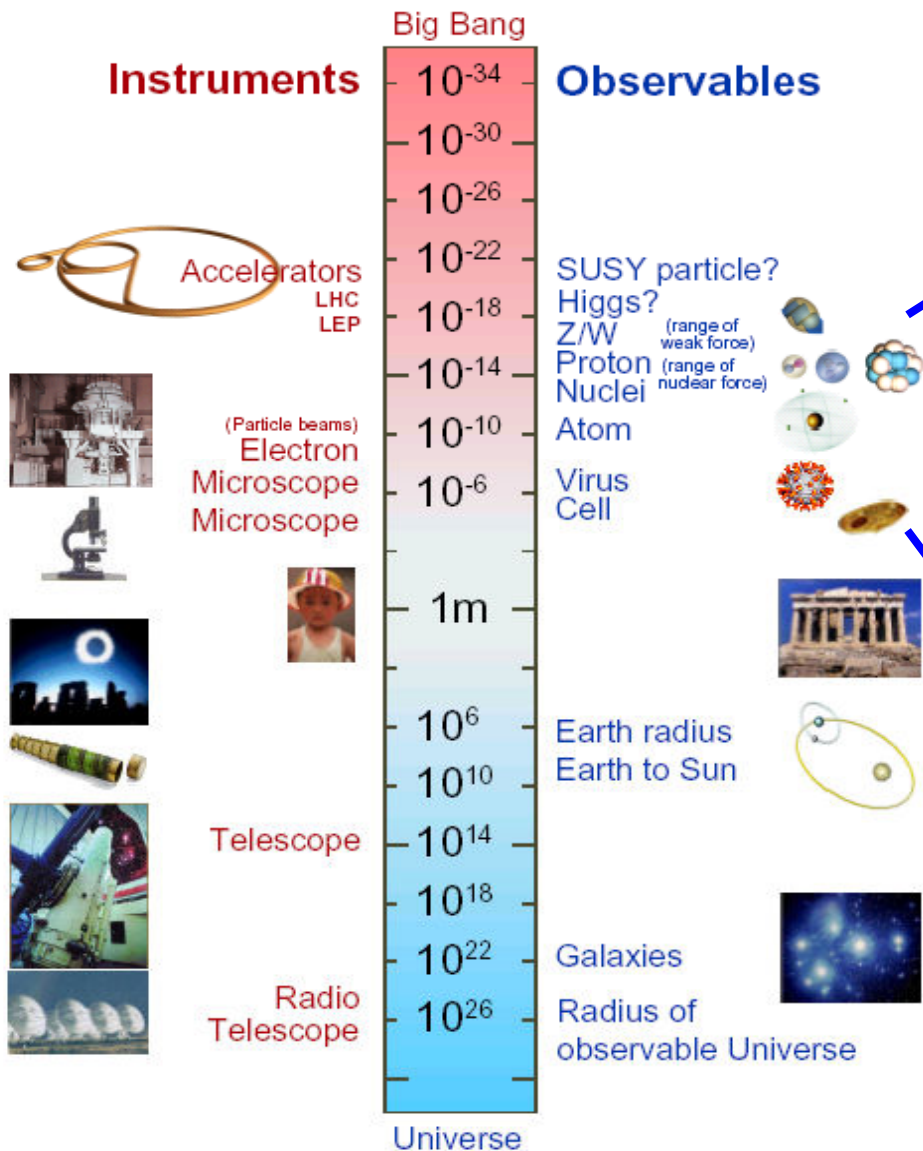 Big Bang
Instruments
Observables
10⁻³⁴
10⁻³⁰
10⁻²⁶
10⁻²²
10⁻¹⁸
10⁻¹⁴
10⁻¹⁰
10⁻⁶
1m
10⁶
10¹⁰
10¹⁴
10¹⁸
10²²
10²⁶
Universe
Accelerators
LHC
LEP
(Particle beams)
Electron
Microscope
Microscope
Telescope
Radio
Telescope
SUSY particle?
Higgs?
Z/W (range of
weak force)
Proton (range of
Nuclei nuclear force)
Atom
Virus
Cell
Earth radius
Earth to Sun
Galaxies
Radius of
observable Universe